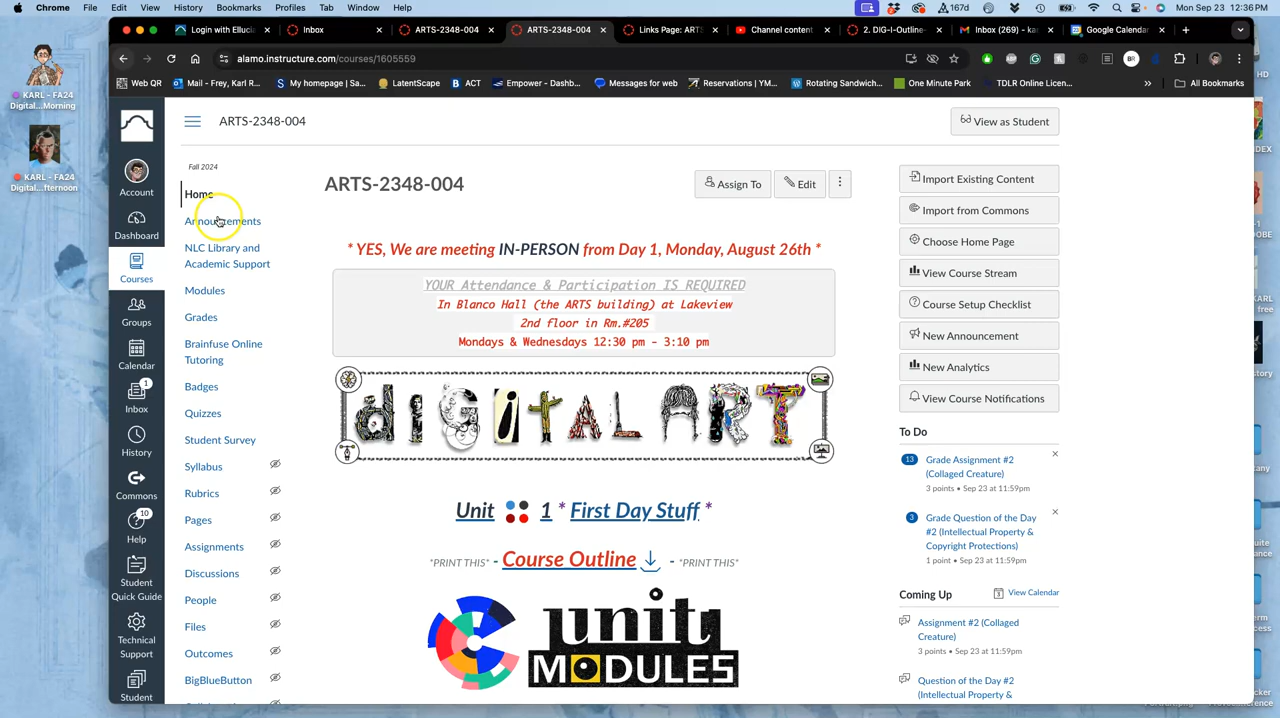 Chrome File Edit View History Bookmarks Profiles Tab Window Help
167d
Mon Sep 23 12:36 PM
Login with Ellucia
Inbox
ARTS-2348-004
ARTS-2348-004
Links Page: ARTS
Channel content
2. DIG-I-Outline-
Inbox (269) - ka
Google Calendar
alamo.instructure.com/courses/1605559
Web QR
Mail - Frey, Karl R...
My homepage | Sa...
LatentScape
ACT
Empower - Dashb...
Messages for web
Reservations / YM...
Rotating Swordwi...
One Minute Park
TDLR Online Licen...
All Bookmarks
KARL - FA24
Digital...Morning
KARL - FA24
Digital...fternoon
Account
Dashboard
Courses
Groups
Calendar
1
Inbox
History
Commons
10
Help
Student
Quick Guide
Technical
Support
Student
ARTS-2348-004
View as Student
Fall 2024
Home
Announcements
NLC Library and
Academic Support
Modules
Grades
Brainfuse Online
Tutoring
Badges
Quizzes
Student Survey
Syllabus
Rubrics
Pages
Assignments
Discussions
People
Files
Outcomes
BigBlueButton
ARTS-2348-004
Assign To
Edit
* YES, We are meeting IN-PERSON from Day 1, Monday, August 26th *
YOUR Attendance & Participation IS REQUIRED
In Blanco Hall (the ARTS building) at Lakeview
2nd floor in Rm.#205
Mondays & Wednesdays 12:30 pm - 3:10 pm
diGiTAL ART
Unit 1 * First Day Stuff *
*PRINT THIS* - Course Outline - *PRINT THIS*
unit
MODULES
Import Existing Content
Import from Commons
Choose Home Page
View Course Stream
Course Setup Checklist
New Announcement
New Analytics
View Course Notifications
To Do
13
Grade Assignment #2
(Collaged Creature)
3 points • Sep 23 at 11:59pm
3
Grade Question of the Day
#2 (Intellectual Property &
Copyright Protections)
1 point • Sep 23 at 11:59pm
Coming Up
View Calendar
Assignment #2 (Collaged
Creature)
3 points • Sep 23 at 11:59pm
Question of the Day #2
(Intellectual Property &